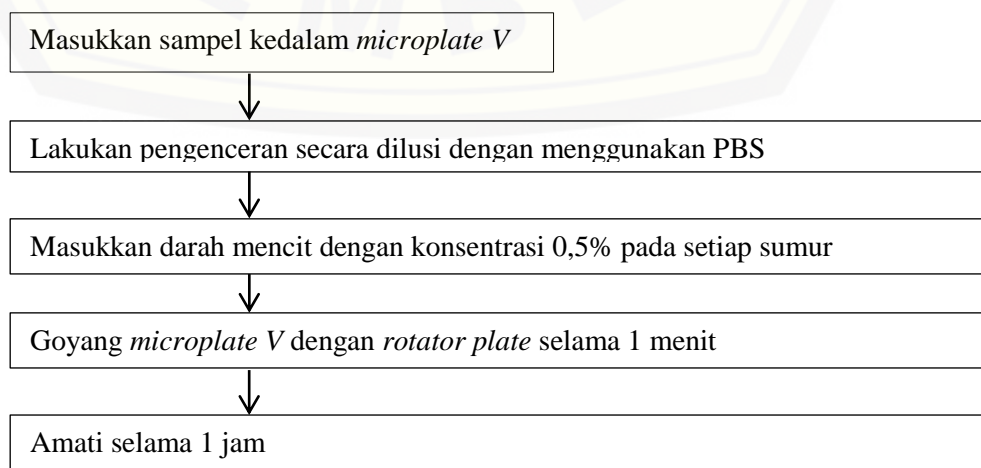 Masukkan sampel kedalam microplate V
Lakukan pengenceran secara dilusi dengan menggunakan PBS
Masukkan darah mencit dengan konsentrasi 0,5% pada setiap sumur
Goyang microplate V dengan rotator plate selama 1 menit
Amati selama 1 jam